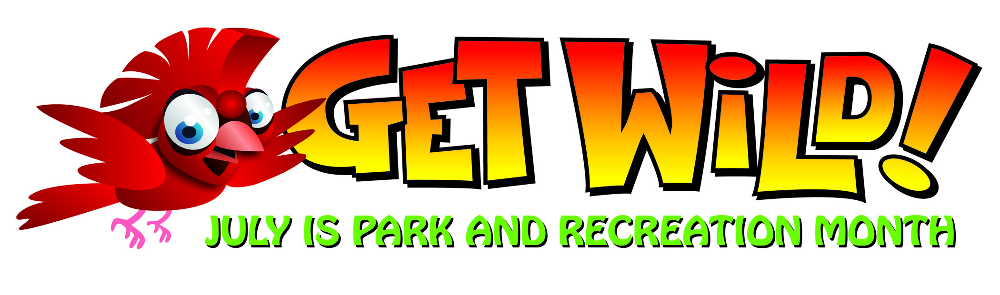 GET WiLD!
JULY IS PARK AND RECREATION MONTH